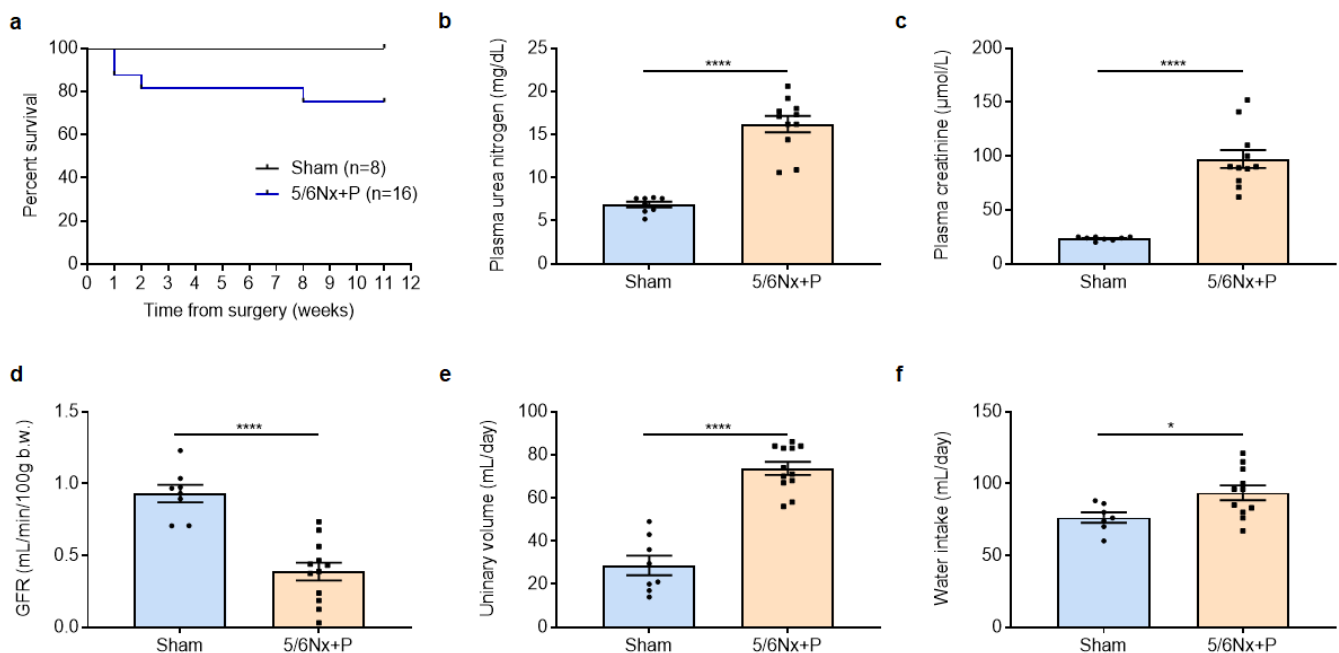 a
100
80
60
40
20
0
Percent survival
Sham (n=8)
5/6Nx+P (n=16)
0 1 2 3 4 5 6 7 8 9 10 11 12
Time from surgery (weeks)
b
25
20
15
10
5
0
Plasma urea nitrogen (mg/dL)
****
Sham 5/6Nx+P
c
200
150
100
50
0
Plasma creatinine (µmol/L)
****
Sham 5/6Nx+P
d
1.5
1.0
0.5
0.0
GFR (mL/min/100g b.w.)
****
Sham 5/6Nx+P
e
100
80
60
40
20
0
Uninary volume (mL/day)
****
Sham 5/6Nx+P
f
150
100
50
0
Water intake (mL/day)
*
Sham 5/6Nx+P